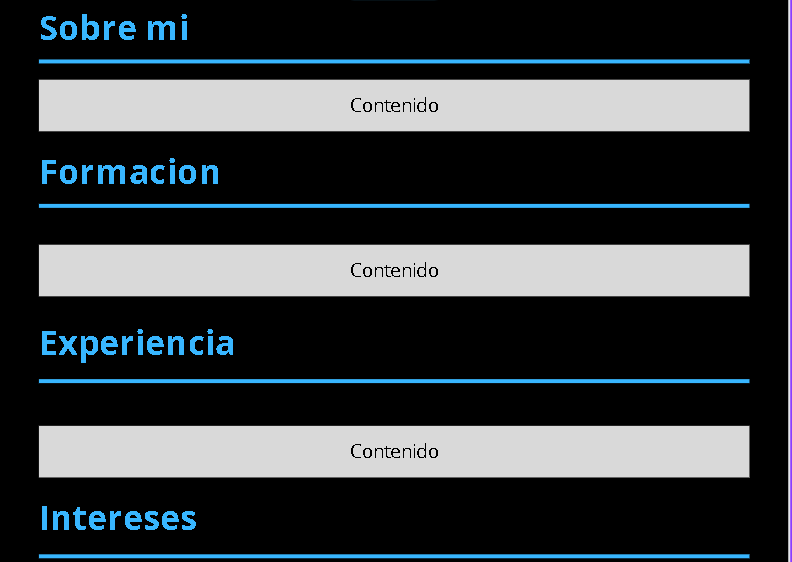 Sobre mi
Contenido
Formacion
Contenido
Experiencia
Contenido
Intereses